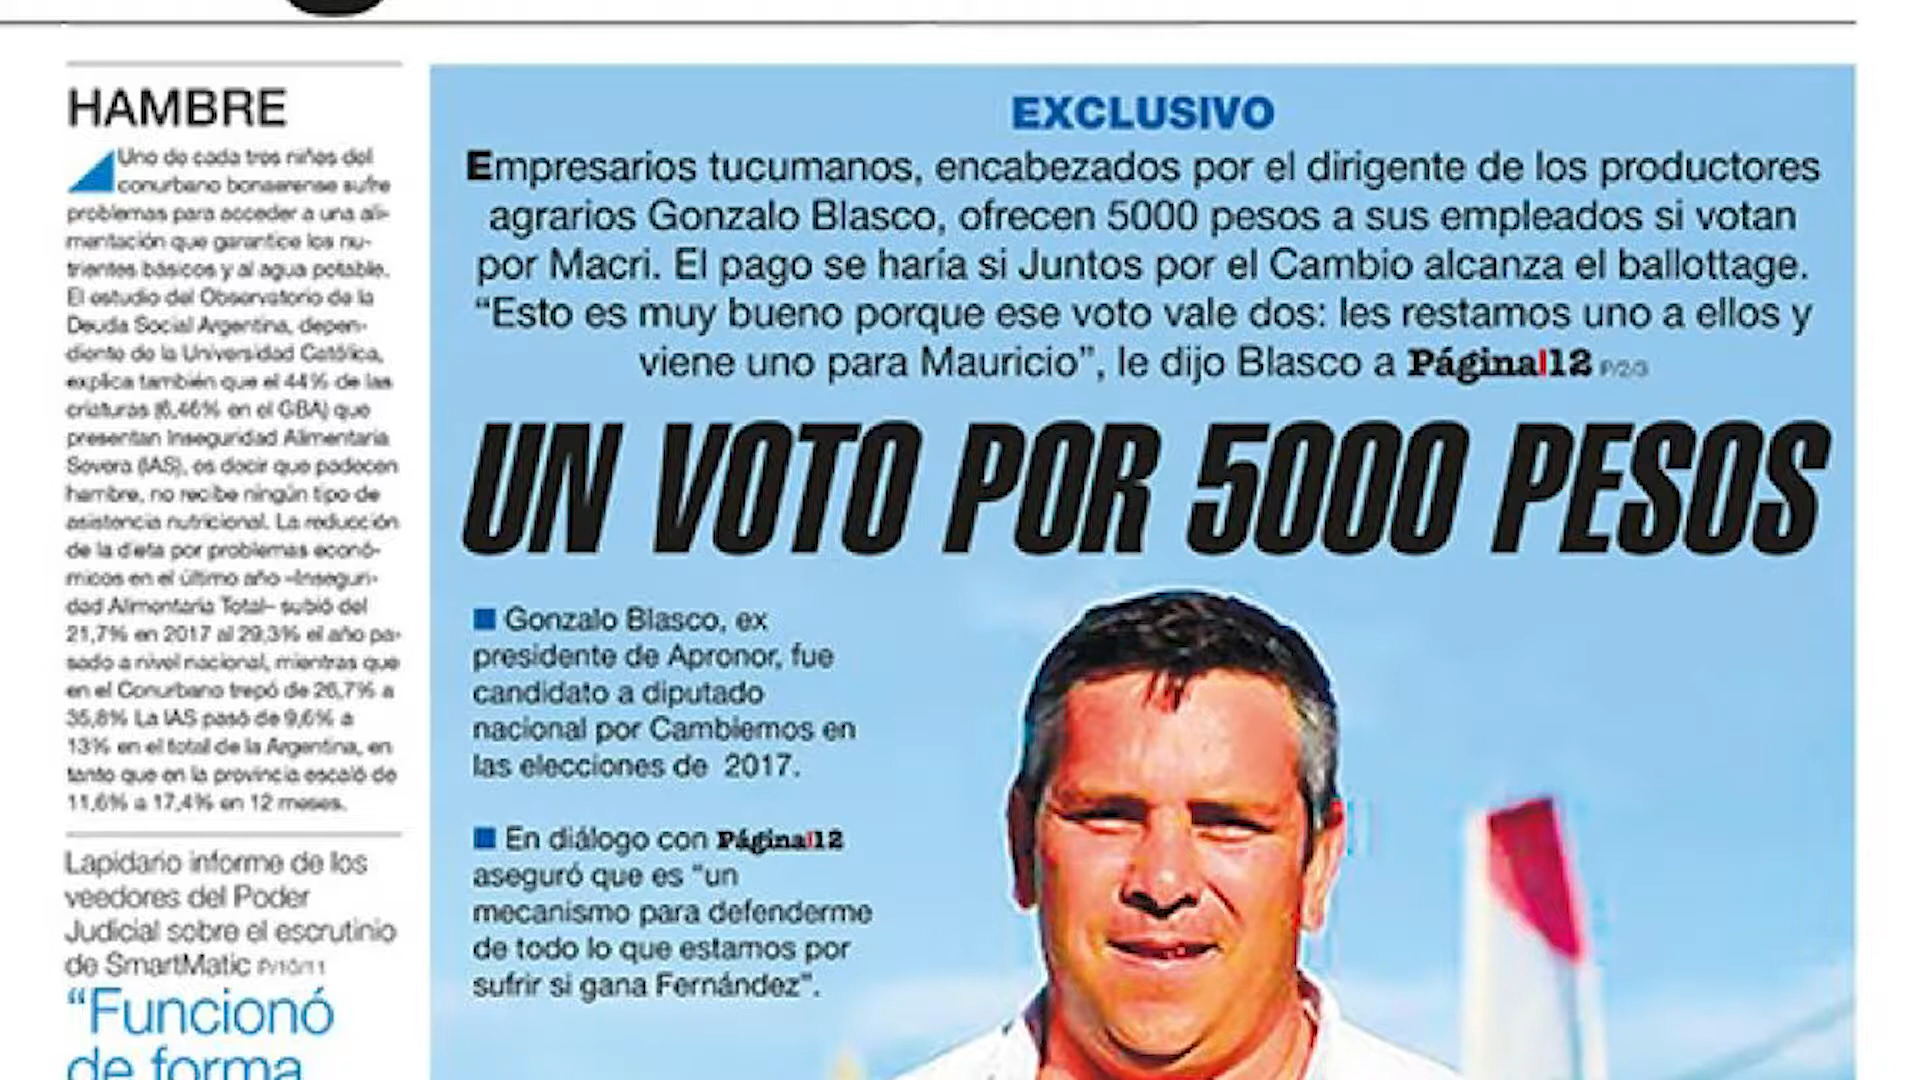 HAMBRE
Uno de cada tres niños del
conurbano bonaerense sufre
problemas para acceder a una ali-
mentación que garantice los nu-
trientes básicos y al agua potable.
El estudio del Observatorio de la
Deuda Social Argentina, depen-
diente de la Universidad Católica,
explica también que el 44% de las
criaturas (6,46% en el GBA) que
presentan Inseguridad Alimentaria
Severa (IAS), es decir que padecen
hambre, no recibe ningún tipo de
asistencia nutricional. La reducción
de la dieta por problemas econó-
micos en el último año –Inseguri-
dad Alimentaria Total– subió del
21,7% en 2017 al 29,3% el año pa-
sado a nivel nacional, mientras que
en el Conurbano trepó de 26,7% a
35,8% La IAS pasó de 9,6% a
13% en el total de la Argentina, en
tanto que en la provincia escaló de
11,6% a 17,4% en 12 meses.
Lapidario informe de los
veedores del Poder
Judicial sobre el escrutinio
de SmartMatic P/10/11
“Funcionó
de forma
EXCLUSIVO
Empresarios tucumanos, encabezados por el dirigente de los productores
agrarios Gonzalo Blasco, ofrecen 5000 pesos a sus empleados si votan
por Macri. El pago se haría si Juntos por el Cambio alcanza el ballottage.
“Esto es muy bueno porque ese voto vale dos: les restamos uno a ellos y
viene uno para Mauricio”, le dijo Blasco a Página|12 P/2/3
UN VOTO POR 5000 PESOS
Gonzalo Blasco, ex
presidente de Apronor, fue
candidato a diputado
nacional por Cambiemos en
las elecciones de 2017.
En diálogo con Página|12
aseguró que es “un
mecanismo para defenderme
de todo lo que estamos por
sufrir si gana Fernández”.